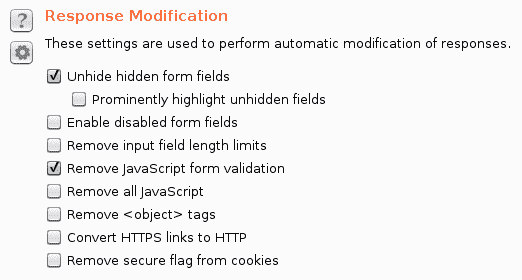 Response Modification
These settings are used to perform automatic modification of responses.
Unhide hidden form fields
Prominently highlight unhidden fields
Enable disabled form fields
Remove input field length limits
Remove JavaScript form validation
Remove all JavaScript
Remove <object> tags
Convert HTTPS links to HTTP
Remove secure flag from cookies